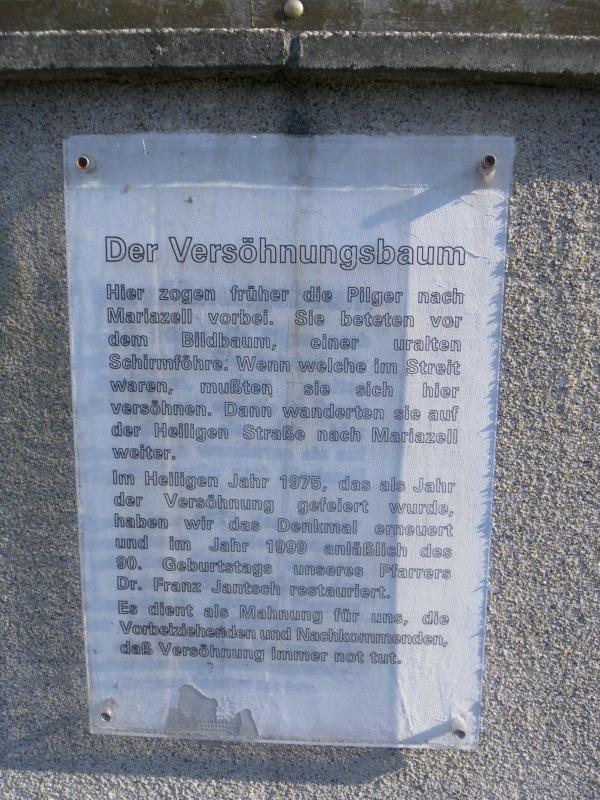 Der Versöhnungsbaum
Hier zogen früher die Pilger nach
Mariazell vorbei. Sie beteten vor
dem Bildbaum, einer uralten
Schirmföhre. Wenn welche im Streit
waren, mußten sie sich hier
versöhnen. Dann wanderten sie auf
der Heiligen Straße nach Mariazell
weiter.
Im Heiligen Jahr 1975, das als Jahr
der Versöhnung gefeiert wurde,
haben wir das Denkmal erneuert
und im Jahr 1999 anläßlich des
90. Geburtstags unseres Pfarrers
Dr. Franz Jantsch restauriert.
Es dient als Mahnung für uns, die
Vorbeiziehenden und Nachkommenden,
daß Versöhnung immer not tut.